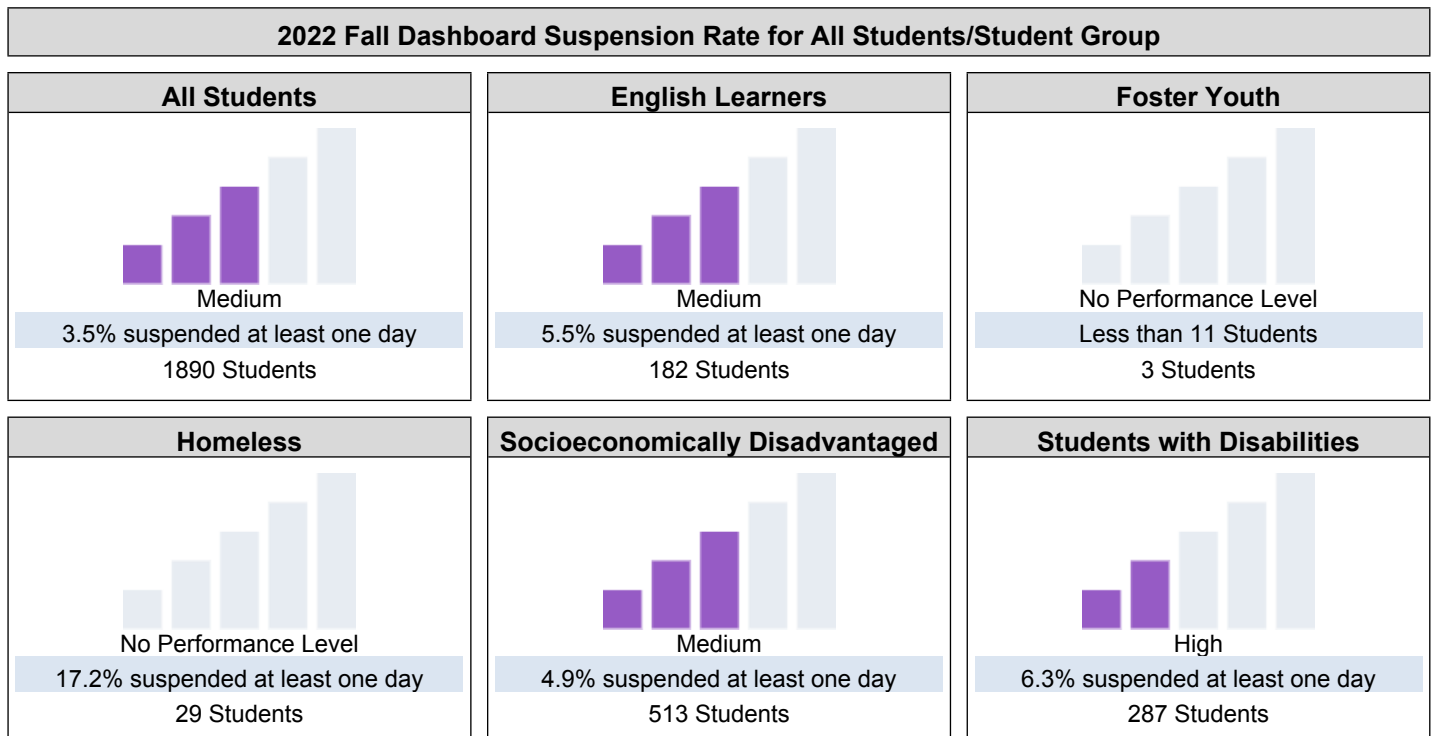 2022 Fall Dashboard Suspension Rate for All Students/Student Group
All Students
Medium
3.5% suspended at least one day
1890 Students
English Learners
Medium
5.5% suspended at least one day
182 Students
Foster Youth
No Performance Level
Less than 11 Students
3 Students
Homeless
No Performance Level
17.2% suspended at least one day
29 Students
Socioeconomically Disadvantaged
Medium
4.9% suspended at least one day
513 Students
Students with Disabilities
High
6.3% suspended at least one day
287 Students